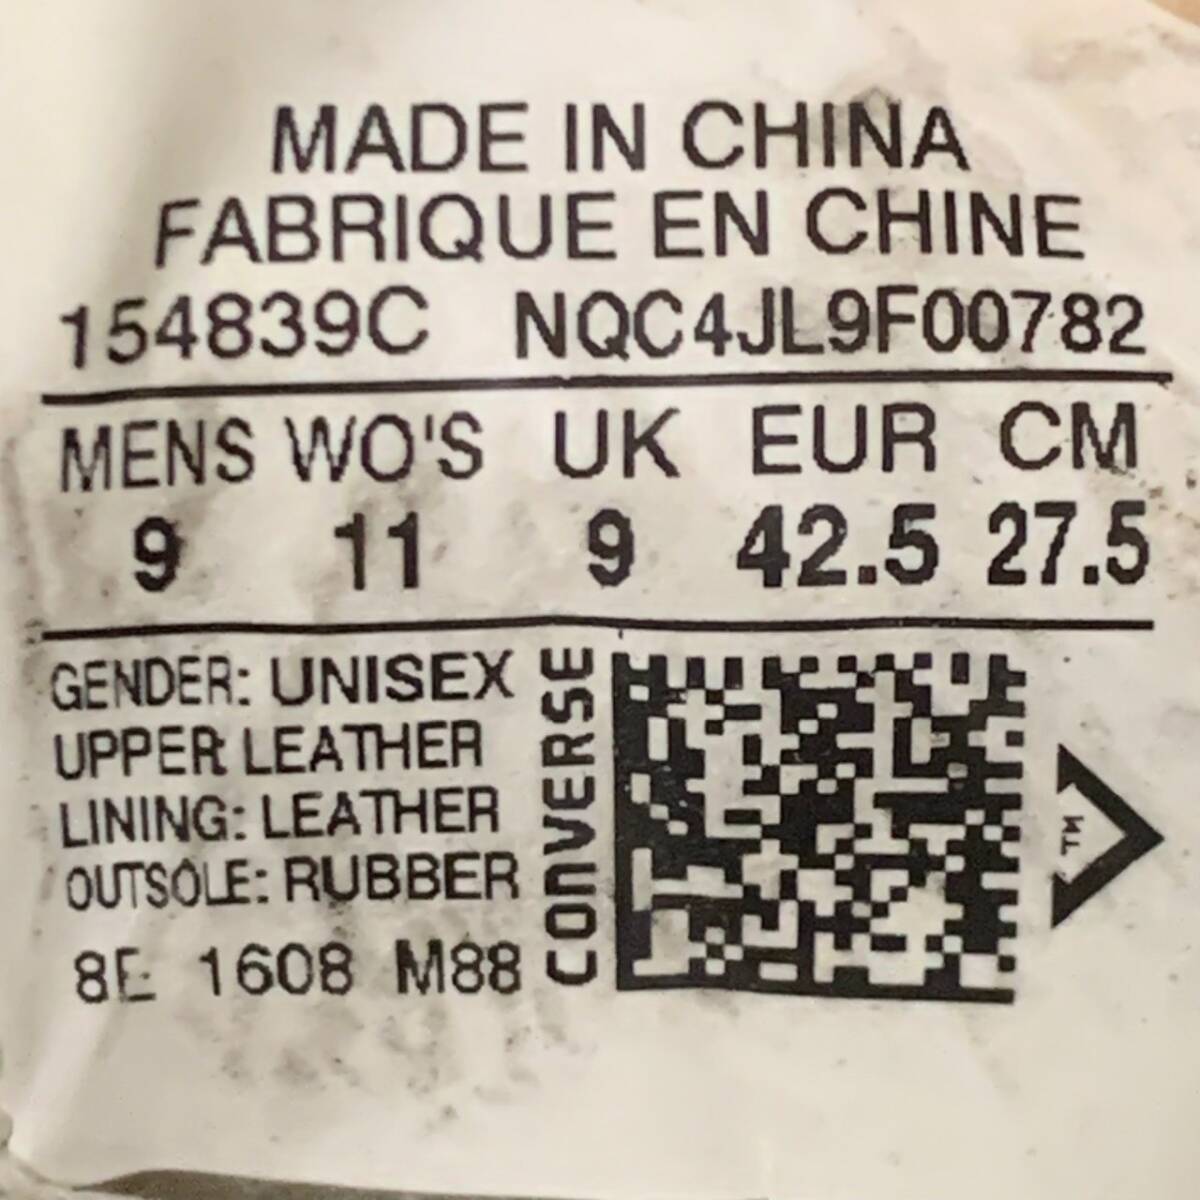 MADE IN CHINA
FABRIQUE EN CHINE
154839C NQC4JL9F00782
MENS WO'S UK EUR CM
9 11 9 42.5 27.5
GENDER: UNISEX
UPPER LEATHER
LINING: LEATHER
OUTSOLE: RUBBER
8E 1608 M88
CONVERSE
TM